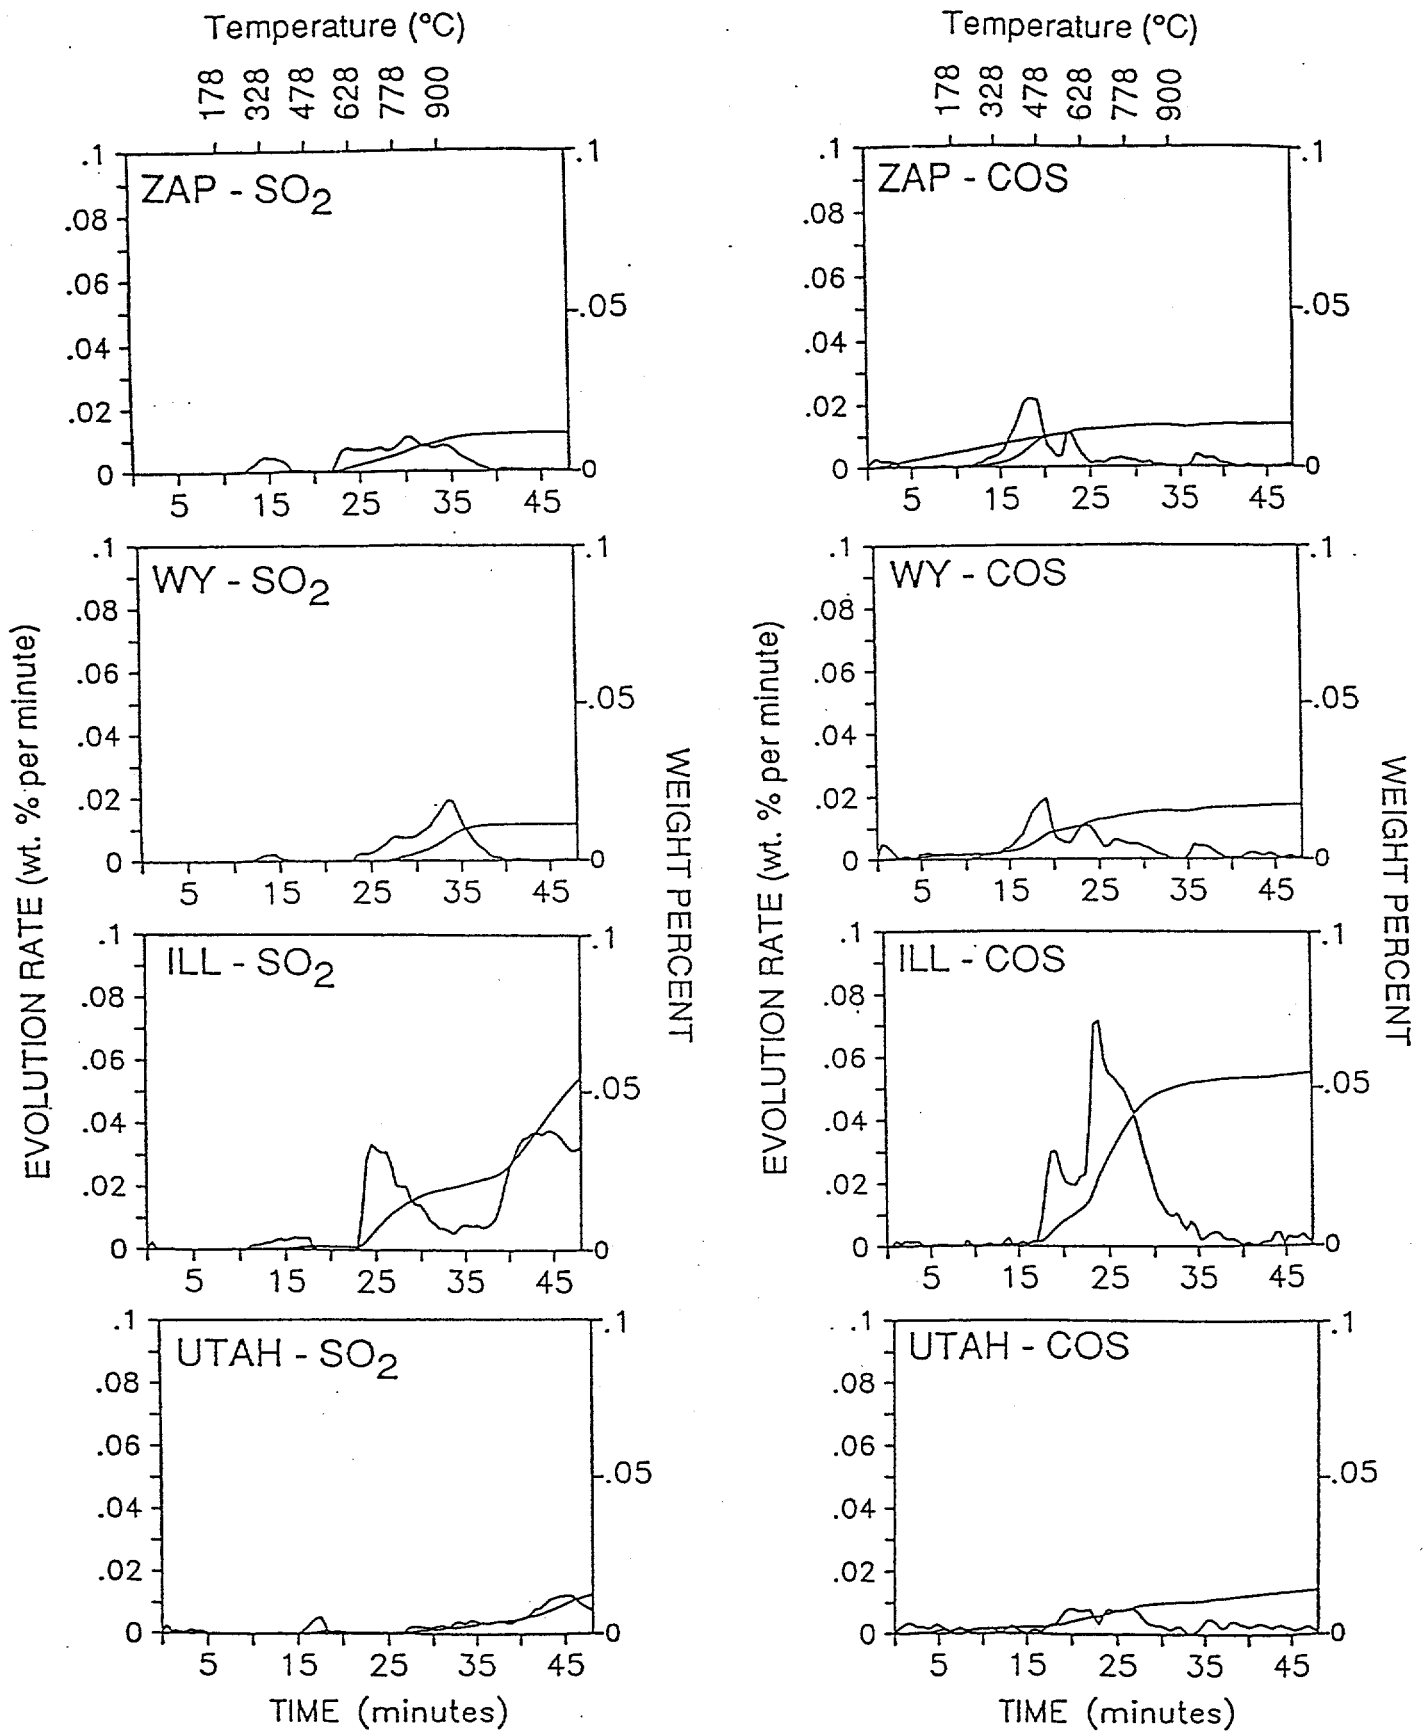 Temperature (°C)
178 328 478 628 778 900
.1 .08 .06 .04 .02 0
ZAP - SO2
.1 .05 0
5 15 25 35 45
Temperature (°C)
178 328 478 628 778 900
.1 .08 .06 .04 .02 0
ZAP - COS
.1 .05 0
5 15 25 35 45
EVOLUTION RATE (wt. % per minute)
.1 .08 .06 .04 .02 0
WY - SO2
.1 .05 0
5 15 25 35 45
WEIGHT PERCENT
EVOLUTION RATE (wt. % per minute)
.1 .08 .06 .04 .02 0
WY - COS
.1 .05 0
5 15 25 35 45
WEIGHT PERCENT
.1 .08 .06 .04 .02 0
ILL - SO2
.1 .05 0
5 15 25 35 45
.1 .08 .06 .04 .02 0
ILL - COS
.1 .05 0
5 15 25 35 45
.1 .08 .06 .04 .02 0
UTAH - SO2
.1 .05 0
5 15 25 35 45
TIME (minutes)
.1 .08 .06 .04 .02 0
UTAH - COS
.1 .05 0
5 15 25 35 45
TIME (minutes)